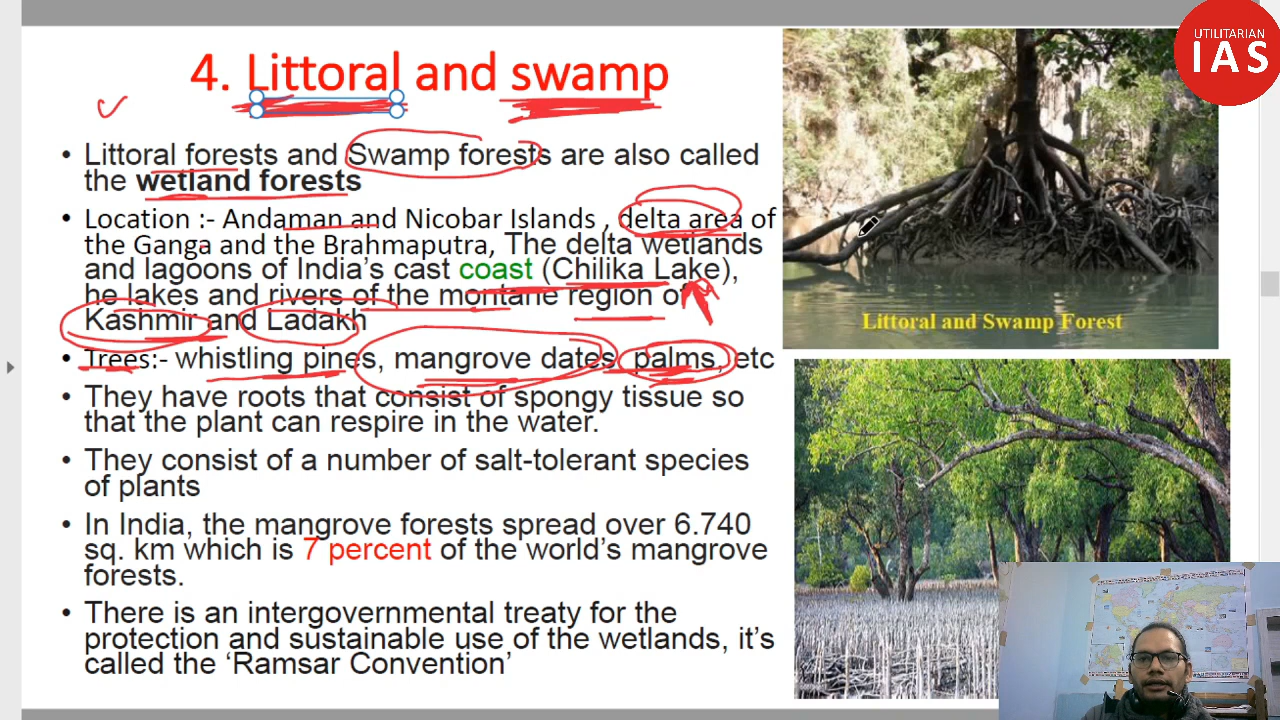 UTILITARIAN
IAS
4. Littoral and swamp
• Littoral forests and Swamp forests are also called
the wetland forests
• Location :- Andaman and Nicobar Islands , delta area of
the Ganga and the Brahmaputra, The delta wetlands
and lagoons of India's cast coast (Chilika Lake),
he lakes and rivers of the montane region of
Kashmir and Ladakh
• Trees:- whistling pines, mangrove dates, palms, etc
• They have roots that consist of spongy tissue so
that the plant can respire in the water.
• They consist of a number of salt-tolerant species
of plants
• In India, the mangrove forests spread over 6.740
sq. km which is 7 percent of the world's mangrove
forests.
• There is an intergovernmental treaty for the
protection and sustainable use of the wetlands, it's
called the 'Ramsar Convention'
Littoral and Swamp Forest